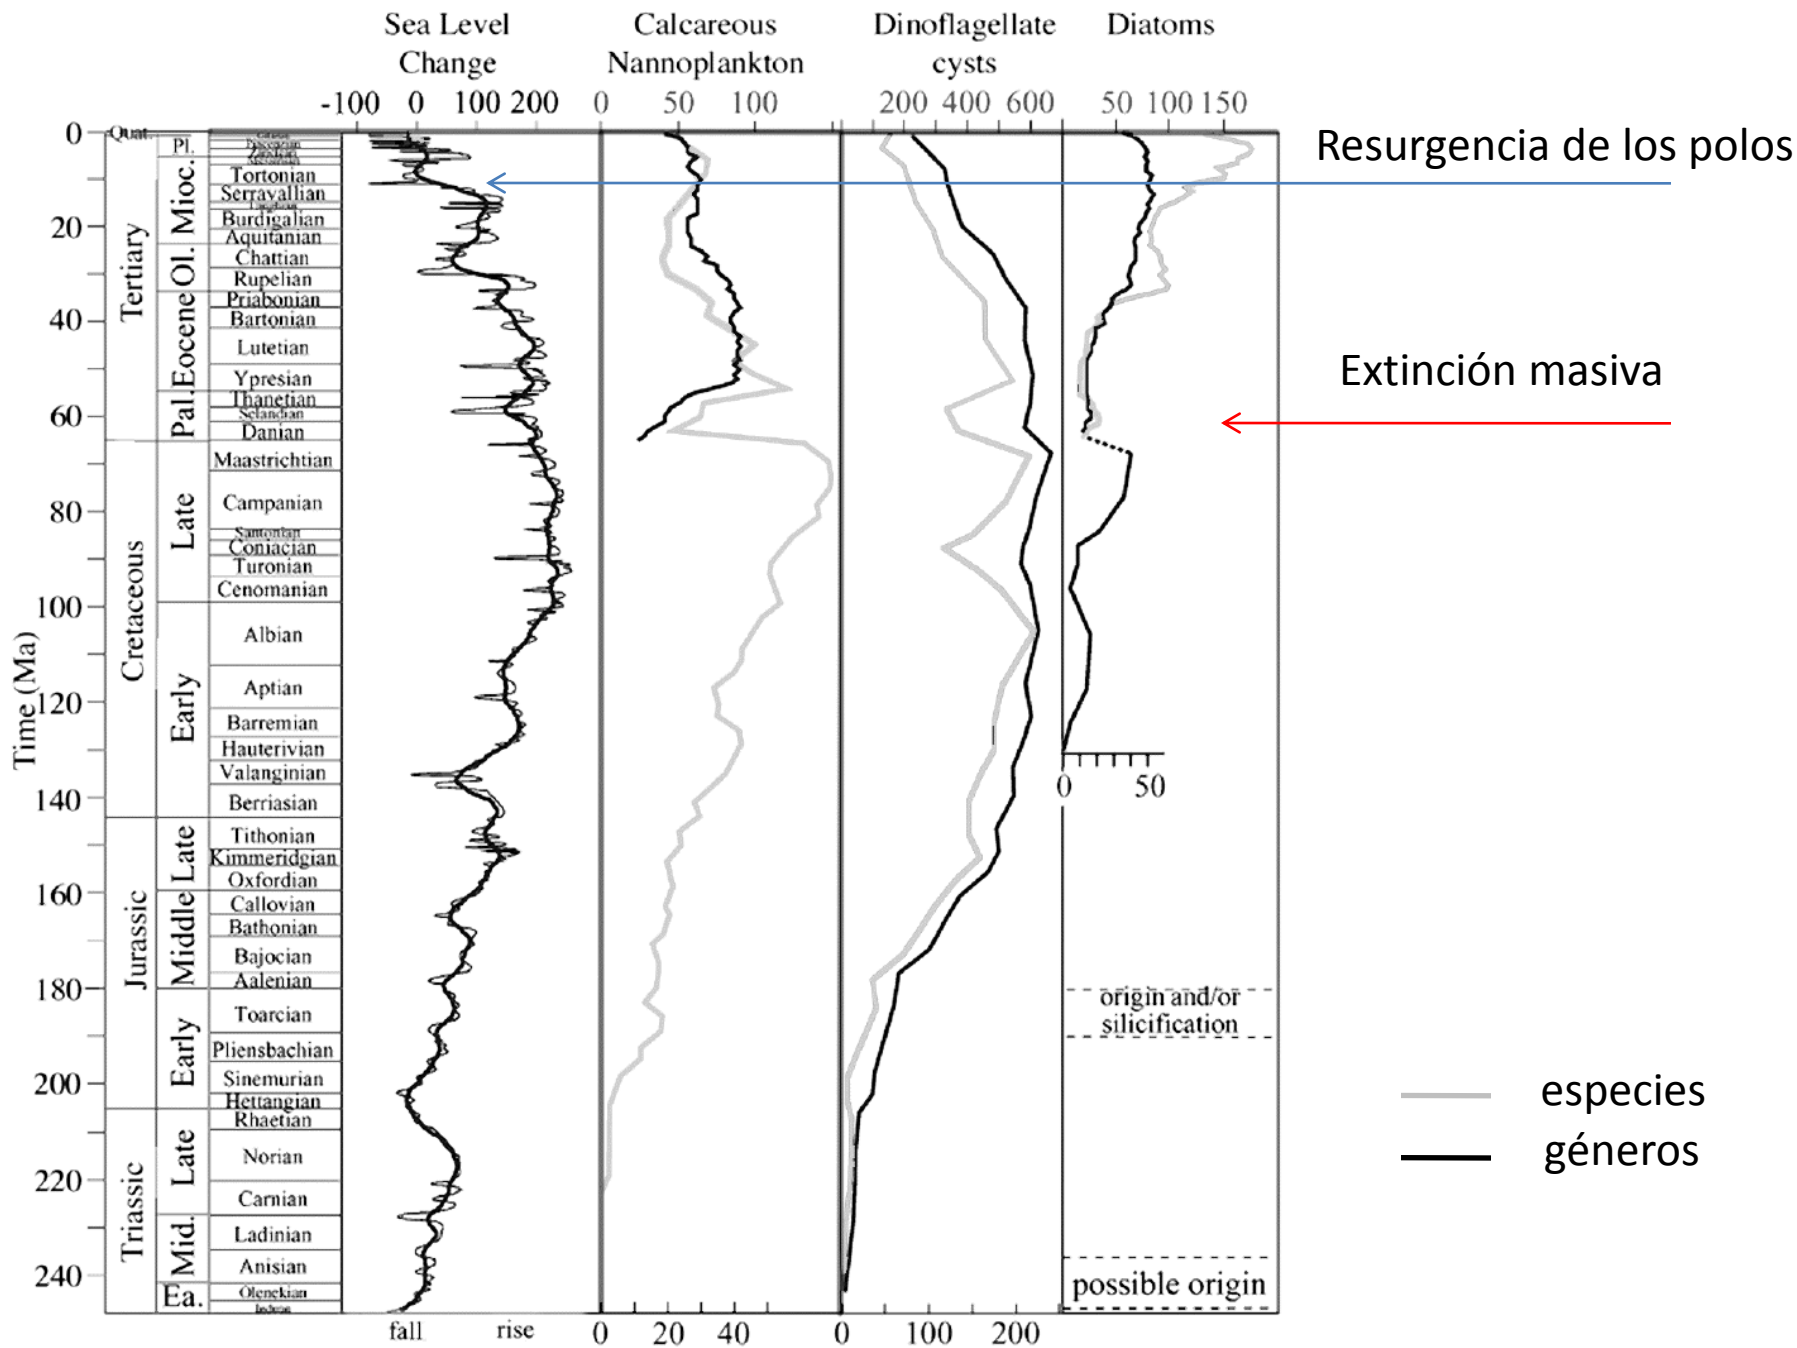 Sea Level
Change
Calcareous
Nannoplankton
Dinoflagellate
cysts
Diatoms
-100 0 100 200
0 50 100
200 400 600
50 100 150
Time (Ma)
0
20
40
60
80
100
120
140
160
180
200
220
240
Quat.
Tertiary
Cretaceous
Jurassic
Triassic
Pl.
Mioc.
Ol.
Eocene
Pal.
Late
Early
Late
Middle
Early
Late
Mid.
Ea.
Tortonian
Serravallian
Burdigalian
Aquitanian
Chattian
Rupelian
Priabonian
Bartonian
Lutetian
Ypresian
Thanetian
Selandian
Danian
Maastrichtian
Campanian
Santonian
Coniacian
Turonian
Cenomanian
Albian
Aptian
Barremian
Hauterivian
Valanginian
Berriasian
Tithonian
Kimmeridgian
Oxfordian
Callovian
Bathonian
Bajocian
Aalenian
Toarcian
Pliensbachian
Sinemurian
Hettangian
Rhaetian
Norian
Carnian
Ladinian
Anisian
Olenekian
fall rise
0 20 40
0 100 200
0 50
origin and/or
silicification
possible origin
Resurgencia de los polos
Extinción masiva
especies
géneros